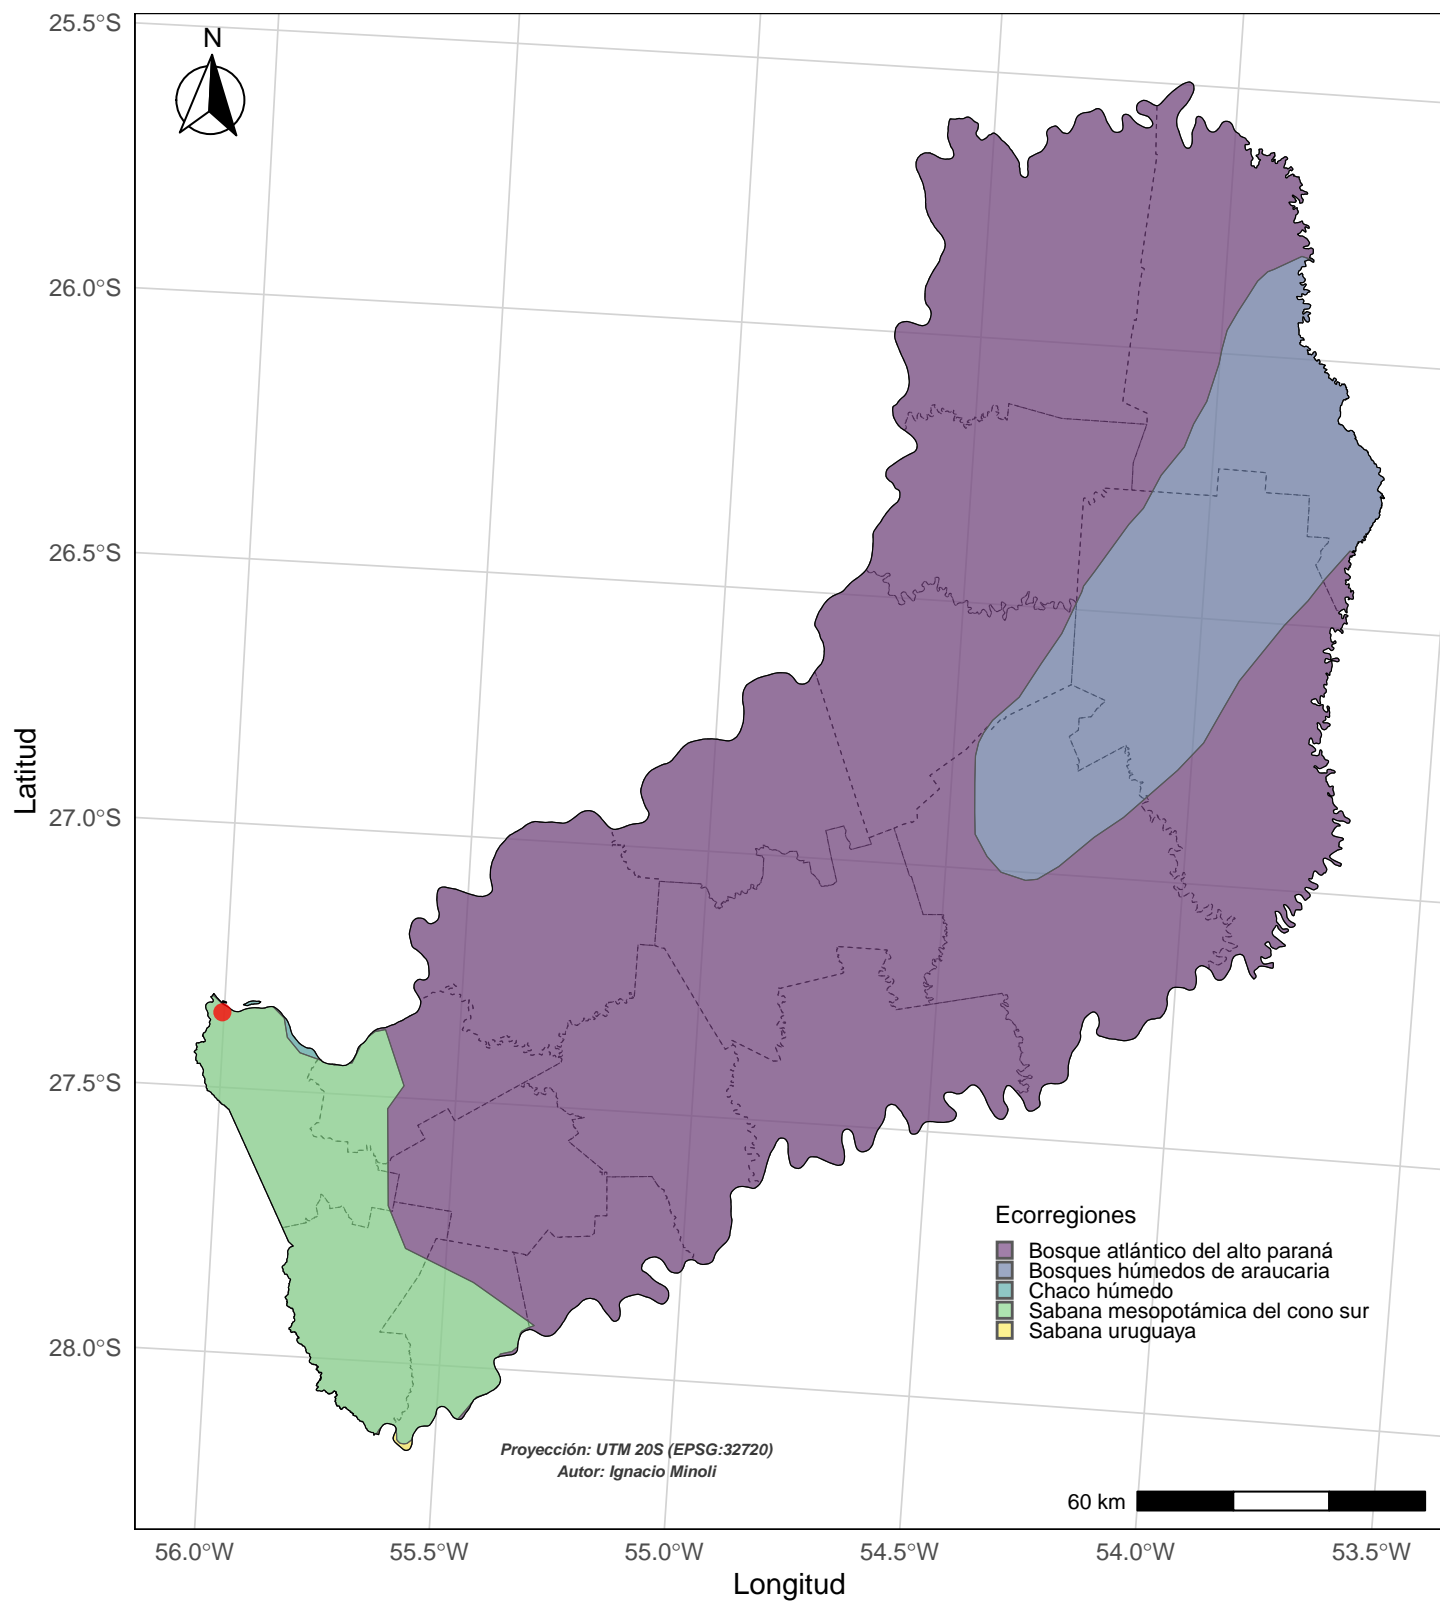 25.5°S
N
26.0°S
26.5°S
Latitud
27.0°S
27.5°S
Ecorregiones
Bosque atlántico del alto paraná
Bosques húmedos de araucaria
Chaco húmedo
Sabana mesopotámica del cono sur
Sabana uruguaya
28.0°S
Proyección: UTM 20S (EPSG:32720)
Autor: Ignacio Minoli
60 km
56.0°W 55.5°W 55.0°W 54.5°W 54.0°W 53.5°W
Longitud